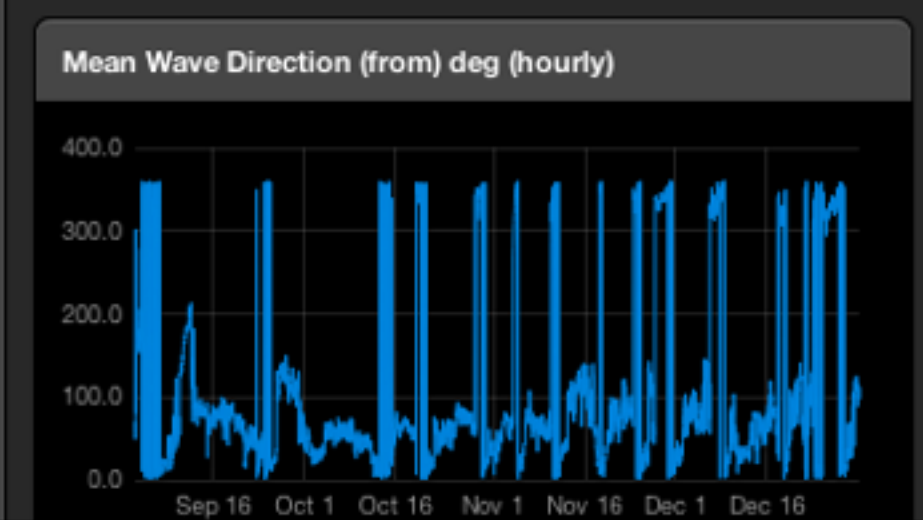 Mean Wave Direction (from) deg (hourly)
400.0
300.0
200.0
100.0
0.0
Sep 16 Oct 1 Oct 16 Nov 1 Nov 16 Dec 1 Dec 16